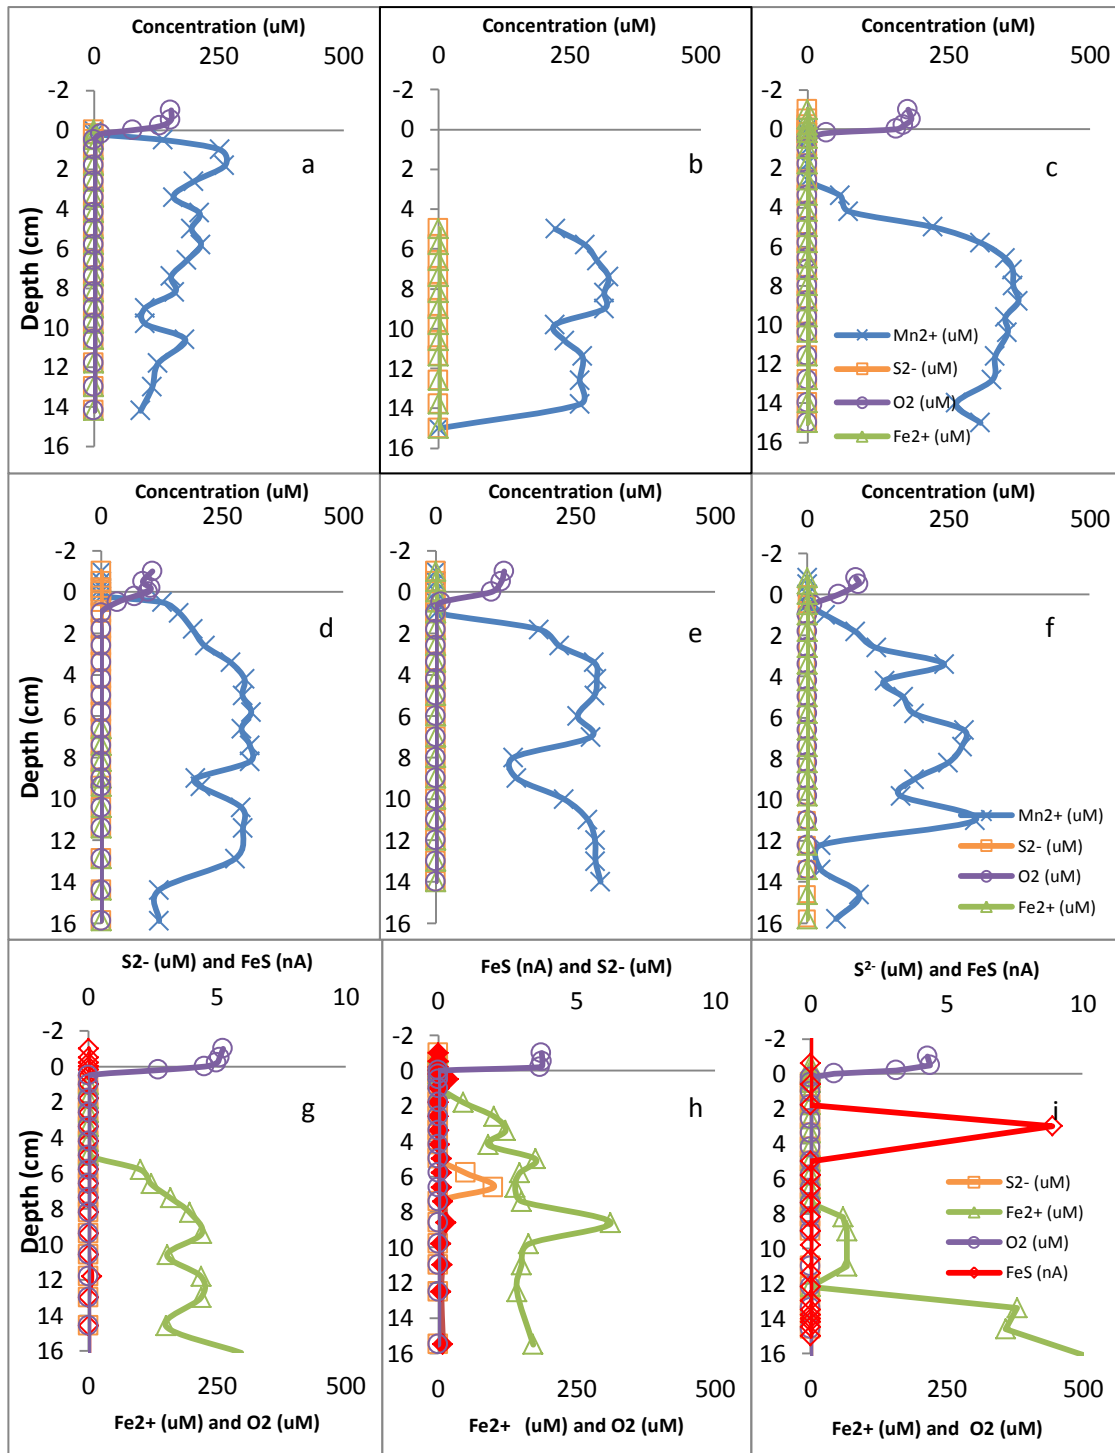 Concentration (uM)
0 250 500
-2
0
2
4
6
8
10
12
14
16
Depth (cm)
a
Concentration (uM)
0 250 500
-2
0
2
4
6
8
10
12
14
16
b
Concentration (uM)
0 250 500
-2
0
2
4
6
8
10
12
14
16
c
Mn2+ (uM)
S2- (uM)
O2 (uM)
Fe2+ (uM)
Concentration (uM)
0 250 500
-2
0
2
4
6
8
10
12
14
16
Depth (cm)
d
Concentration (uM)
0 250 500
-2
0
2
4
6
8
10
12
14
16
e
Concentration (uM)
0 250 500
-2
0
2
4
6
8
10
12
14
16
f
Mn2+ (uM)
S2- (uM)
O2 (uM)
Fe2+ (uM)
S2- (uM) and FeS (nA)
0 5 10
-2
0
2
4
6
8
10
12
14
16
Depth (cm)
g
0 250 500
Fe2+ (uM) and O2 (uM)
FeS (nA) and S2- (uM)
0 5 10
-2
0
2
4
6
8
10
12
14
16
h
0 250 500
Fe2+ (uM) and O2 (uM)
S²⁻ (uM) and FeS (nA)
0 5 10
-2
0
2
4
6
8
10
12
14
16
i
S2- (uM)
Fe2+ (uM)
O2 (uM)
FeS (nA)
0 250 500
Fe2+ (uM) and O2 (uM)